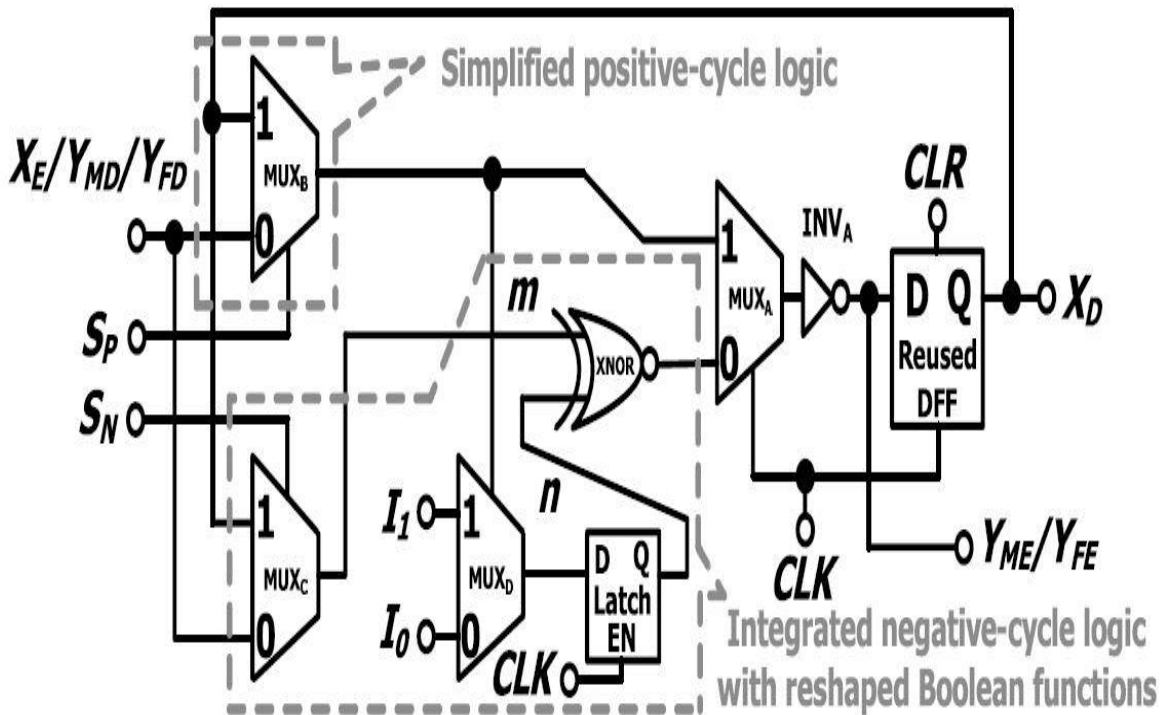 Simplified positive-cycle logic
X_E/Y_MD/Y_FD
1
MUX_B
0
CLR
INV_A
1
MUX_A
0
D Q
Reused
DFF
X_D
m
XNOR
S_P
S_N
n
I_1
1
MUX_C
0
1
MUX_D
I_0
0
D Q
Latch
EN
CLK
CLK
Y_ME/Y_FE
Integrated negative-cycle logic
with reshaped Boolean functions